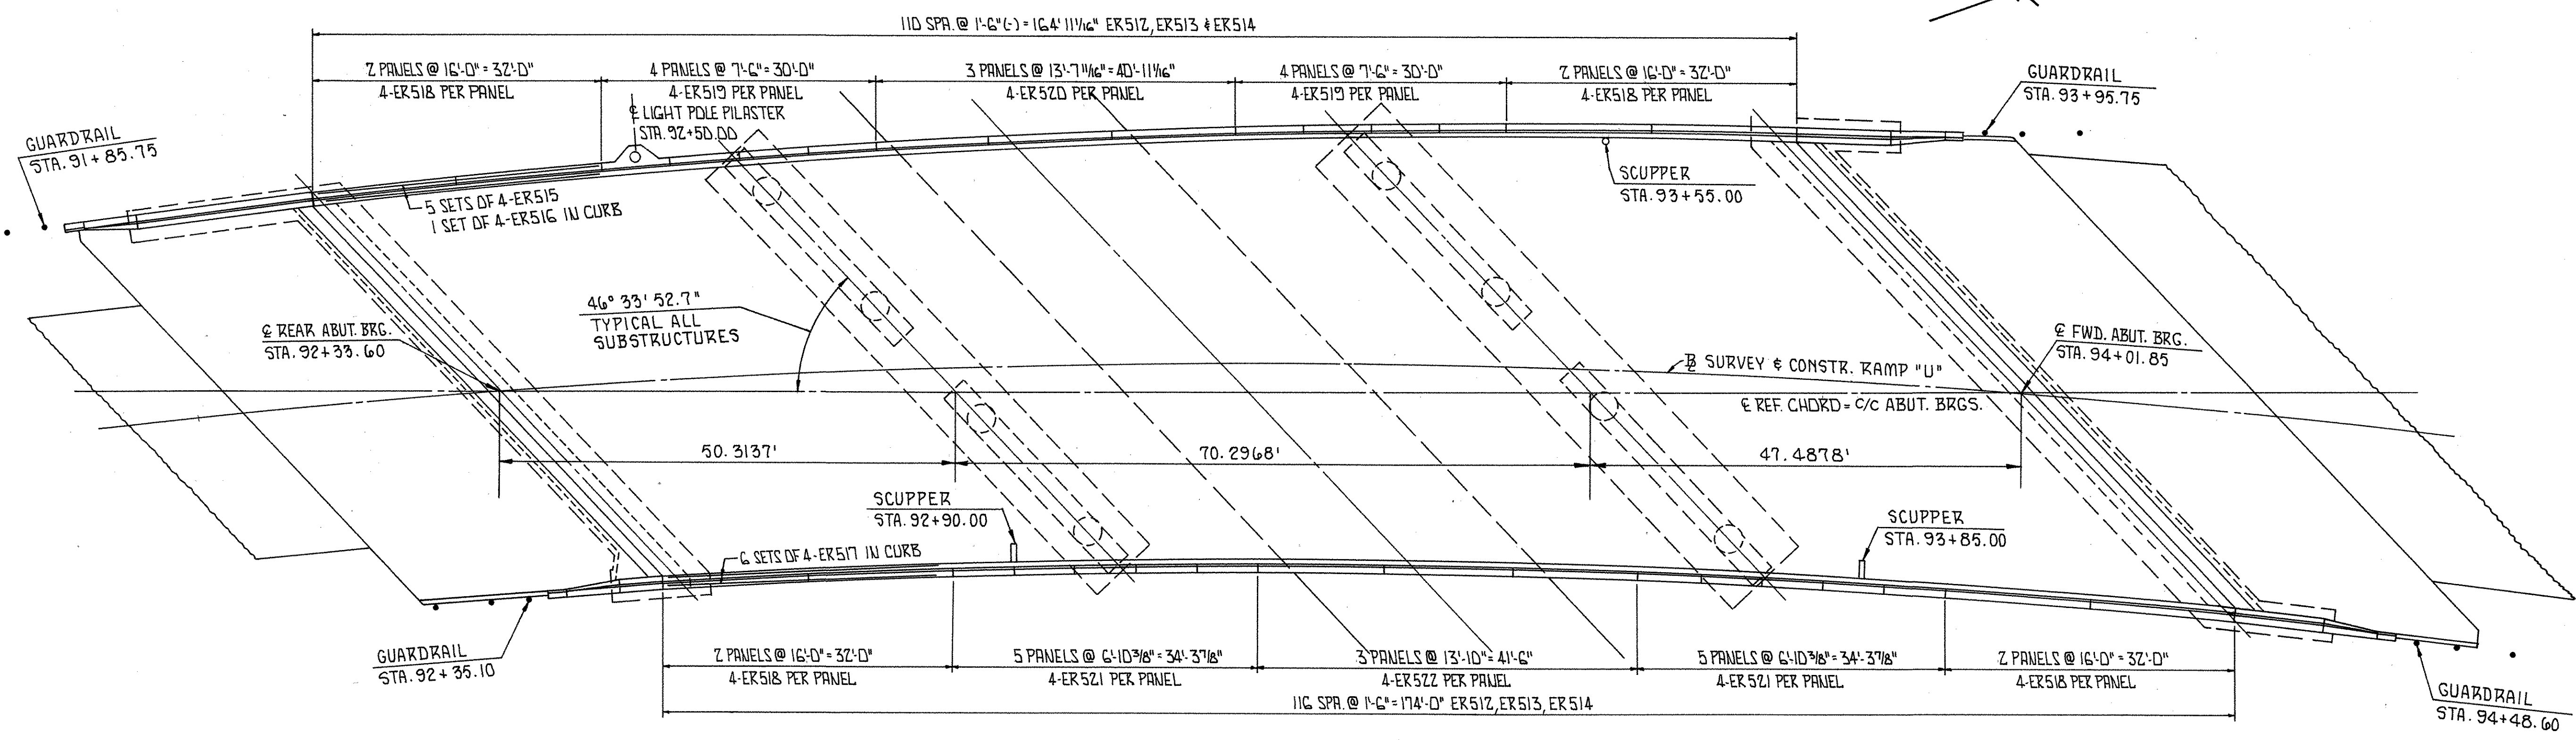 110 SPA. @ 1'-6"(-) = 164' 11 1/16" ER512, ER513 & ER514
2 PANELS @ 16'-0" = 32'-0"
4-ER518 PER PANEL
4 PANELS @ 7'-6" = 30'-0"
4-ER519 PER PANEL
3 PANELS @ 13'-7 11/16" = 40'-11 1/16"
4-ER520 PER PANEL
4 PANELS @ 7'-6" = 30'-0"
4-ER519 PER PANEL
2 PANELS @ 16'-0" = 32'-0"
4-ER518 PER PANEL
GUARDRAIL
STA. 93+95.75
℄ LIGHT POLE PILASTER
STA. 92+50.00
GUARDRAIL
STA. 91+85.75
SCUPPER
STA. 93+55.00
5 SETS OF 4-ER515
1 SET OF 4-ER516 IN CURB
46° 33' 52.7"
TYPICAL ALL
SUBSTRUCTURES
℄ REAR ABUT. BRG.
STA. 92+33.60
℄ FWD. ABUT. BRG.
STA. 94+01.85
B SURVEY & CONSTR. RAMP "U"
℄ REF. CHORD = C/C ABUT. BRGS.
50.3137'
70.2968'
47.4878'
SCUPPER
STA. 92+90.00
SCUPPER
STA. 93+85.00
6 SETS OF 4-ER517 IN CURB
GUARDRAIL
STA. 92+35.10
2 PANELS @ 16'-0" = 32'-0"
4-ER518 PER PANEL
5 PANELS @ 6'-10 3/8" = 34'-3 7/8"
4-ER521 PER PANEL
3 PANELS @ 13'-10" = 41'-6"
4-ER522 PER PANEL
5 PANELS @ 6'-10 3/8" = 34'-3 7/8"
4-ER521 PER PANEL
2 PANELS @ 16'-0" = 32'-0"
4-ER518 PER PANEL
116 SPA. @ 1'-6" = 174'-0" ER512, ER513, ER514
GUARDRAIL
STA. 94+48.60